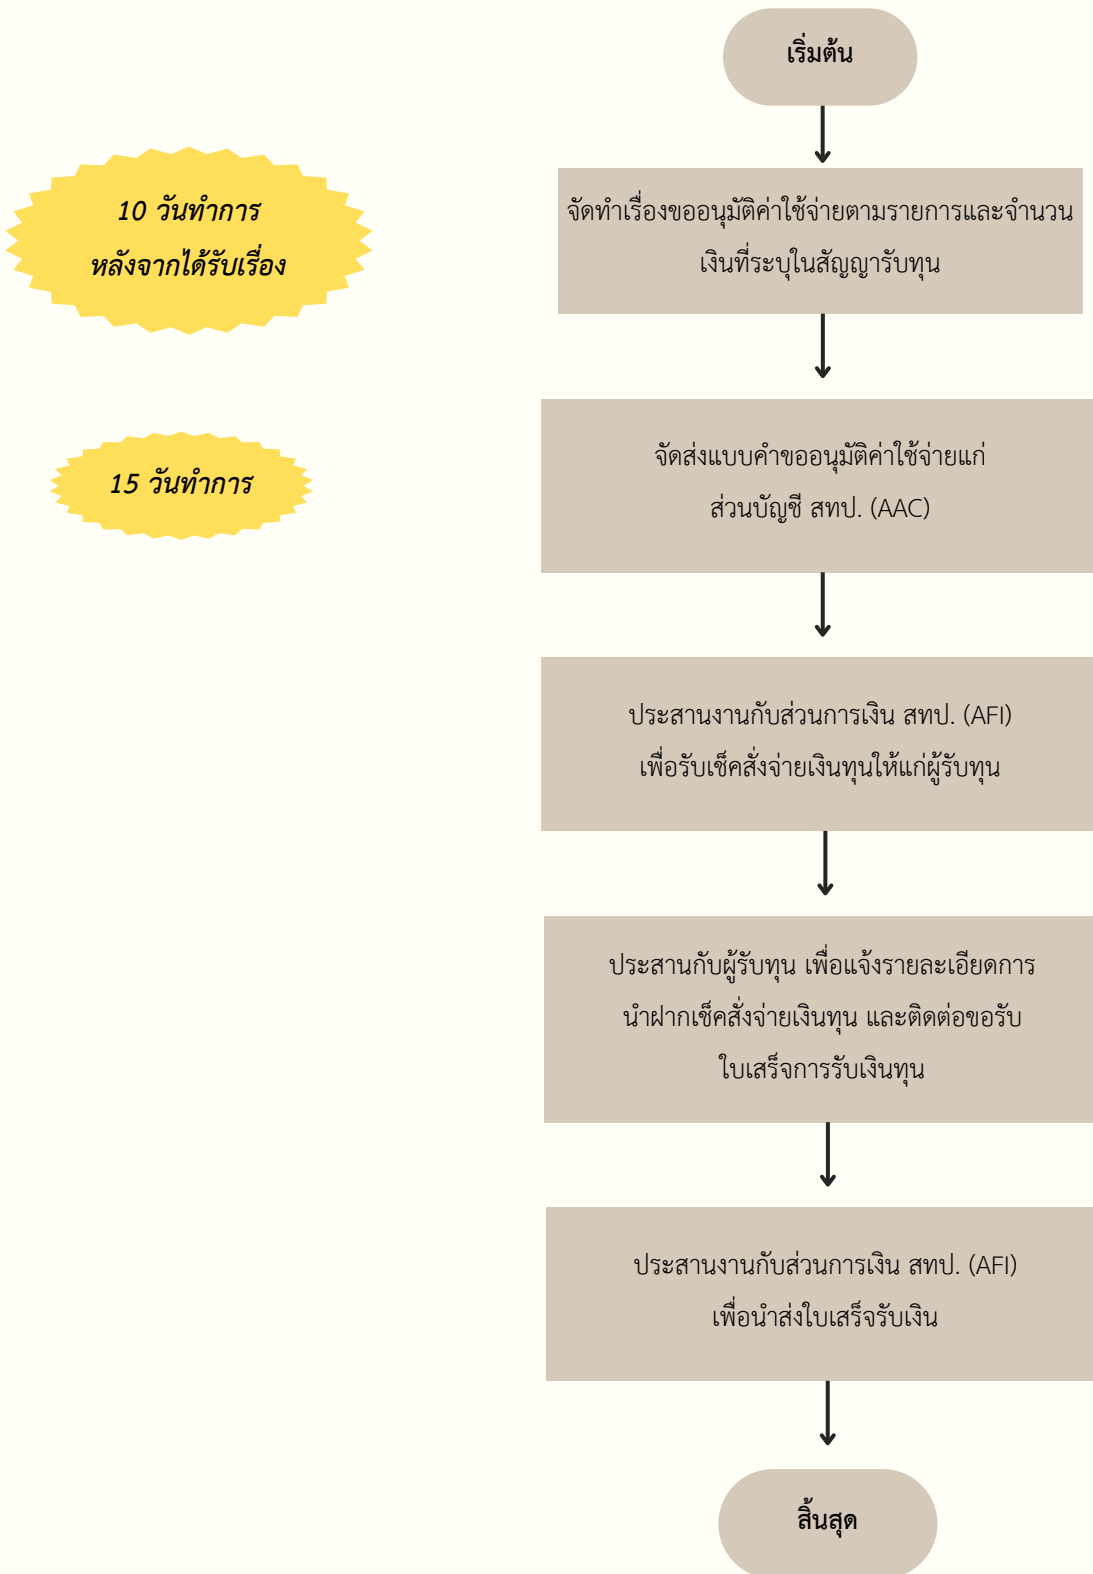 เริ่มต้น
10 วันทำการ
หลังจากได้รับเรื่อง
จัดทำเรื่องขออนุมัติค่าใช้จ่ายตามรายการและจำนวน
เงินที่ระบุในสัญญารับทุน
15 วันทำการ
จัดส่งแบบคำขออนุมัติค่าใช้จ่ายแก่
ส่วนบัญชี สทป. (AAC)
ประสานงานกับส่วนการเงิน สทป. (AFI)
เพื่อรับเช็คสั่งจ่ายเงินทุนให้แก่ผู้รับทุน
ประสานกับผู้รับทุน เพื่อแจ้งรายละเอียดการ
นำฝากเช็คสั่งจ่ายเงินทุน และติดต่อขอรับ
ใบเสร็จการรับเงินทุน
ประสานงานกับส่วนการเงิน สทป. (AFI)
เพื่อนำส่งใบเสร็จรับเงิน
สิ้นสุด